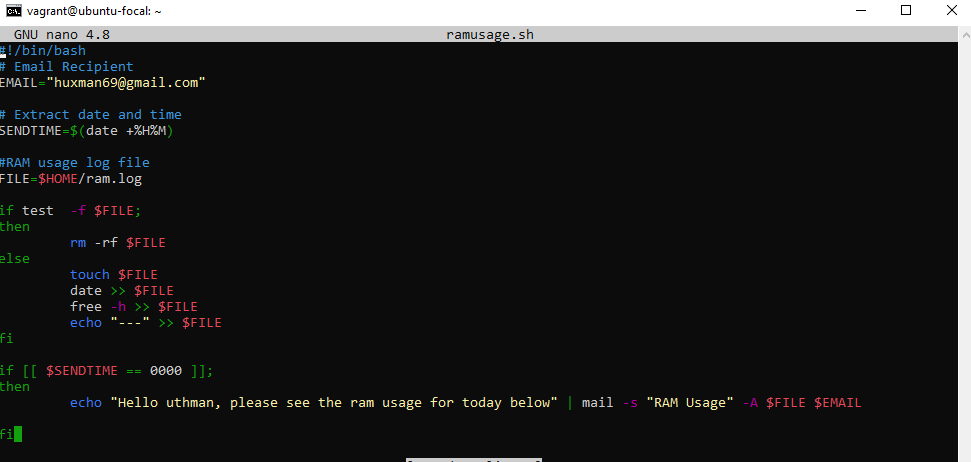 vagrant@ubuntu-focal: ~
GNU nano 4.8 ramusage.sh
#!/bin/bash
# Email Recipient
EMAIL="huxman69@gmail.com"

# Extract date and time
SENDTIME=$(date +%H%M)

#RAM usage log file
FILE=$HOME/ram.log

if test  -f $FILE;
then
        rm -rf $FILE
else
        touch $FILE
        date >> $FILE
        free -h >> $FILE
        echo "---" >> $FILE
fi

if [[ $SENDTIME == 0000 ]];
then
        echo "Hello uthman, please see the ram usage for today below" | mail -s "RAM Usage" -A $FILE $EMAIL

fi